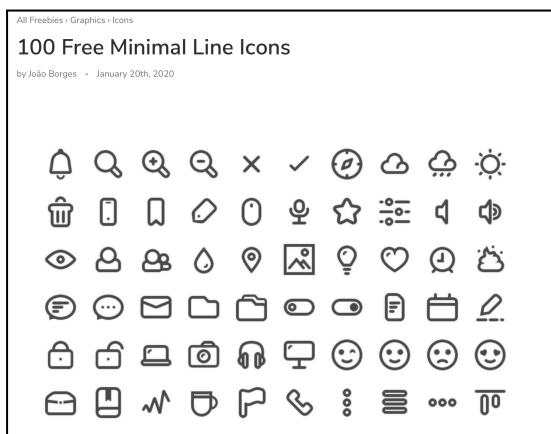 All Freebies › Graphics › Icons
100 Free Minimal Line Icons
by João Borges • January 20th, 2020